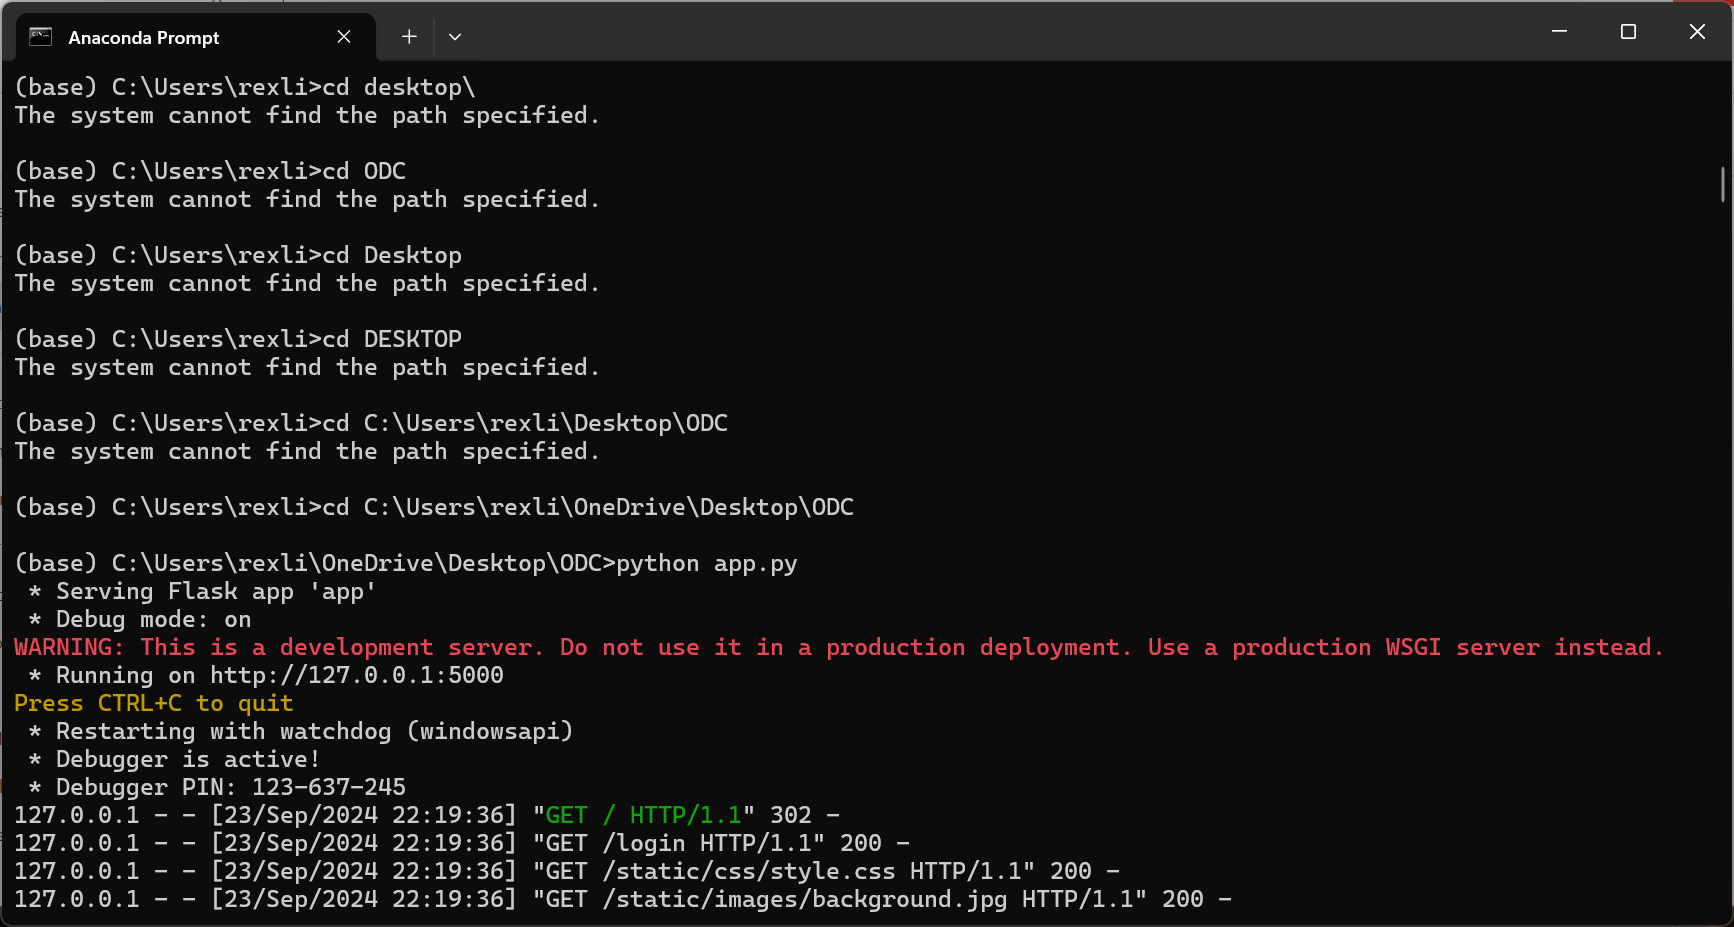 Anaconda Prompt
(base) C:\Users\rexli>cd desktop\
The system cannot find the path specified.
(base) C:\Users\rexli>cd ODC
The system cannot find the path specified.
(base) C:\Users\rexli>cd Desktop
The system cannot find the path specified.
(base) C:\Users\rexli>cd DESKTOP
The system cannot find the path specified.
(base) C:\Users\rexli>cd C:\Users\rexli\Desktop\ODC
The system cannot find the path specified.
(base) C:\Users\rexli>cd C:\Users\rexli\OneDrive\Desktop\ODC
(base) C:\Users\rexli\OneDrive\Desktop\ODC>python app.py
 * Serving Flask app 'app'
 * Debug mode: on
WARNING: This is a development server. Do not use it in a production deployment. Use a production WSGI server instead.
 * Running on http://127.0.0.1:5000
Press CTRL+C to quit
 * Restarting with watchdog (windowsapi)
 * Debugger is active!
 * Debugger PIN: 123-637-245
127.0.0.1 - - [23/Sep/2024 22:19:36] "GET / HTTP/1.1" 302 -
127.0.0.1 - - [23/Sep/2024 22:19:36] "GET /login HTTP/1.1" 200 -
127.0.0.1 - - [23/Sep/2024 22:19:36] "GET /static/css/style.css HTTP/1.1" 200 -
127.0.0.1 - - [23/Sep/2024 22:19:36] "GET /static/images/background.jpg HTTP/1.1" 200 -